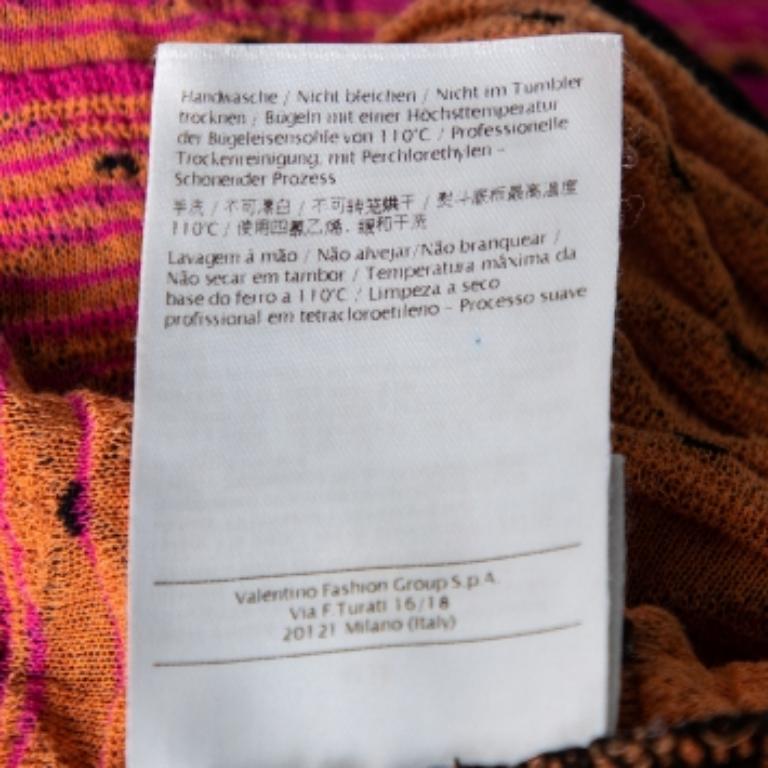 Handwäsche / Nicht bleichen / Nicht im Tumbler
trocknen / Bügeln mit einer Höchsttemperatur
der Bügeleisensohle von 110°C / Professionelle
Trockenreinigung, mit Perchlorethylen -
Schonender Prozess
手洗 / 不可漂白 / 不可转笼烘干 / 熨斗底板最高温度
110°C / 使用四氯乙烯, 缓和干洗
Lavagem à mão / Não alvejar/Não branquear /
Não secar em tambor / Temperatura máxima da
base do ferro a 110°C / Limpeza a seco
profissional em tetracloroetileno - Processo suave
Valentino Fashion Group S.p.A.
Via F.Turati 16/18
20121 Milano (Italy)